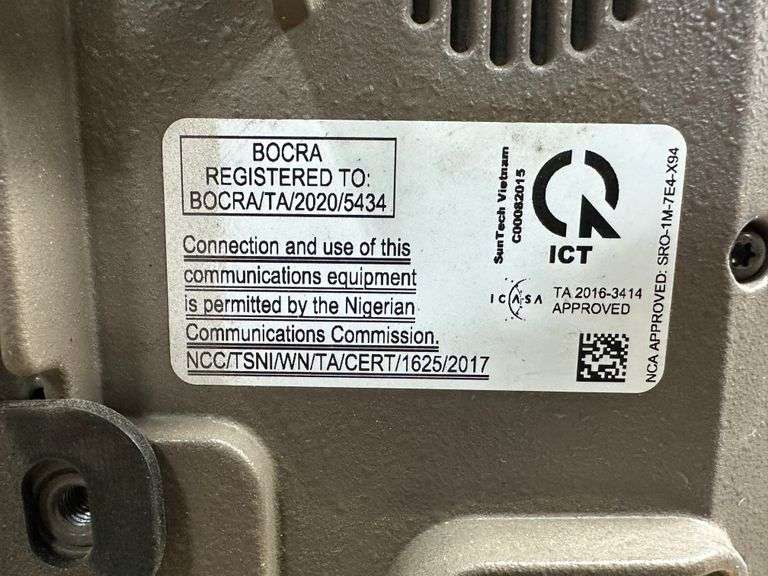 BOCRA
REGISTERED TO:
BOCRA/TA/2020/5434
Connection and use of this
communications equipment
is permitted by the Nigerian
Communications Commission.
NCC/TSNI/WN/TA/CERT/1625/2017
SunTech Vietnam
C00082015
ICT
ICASA
TA 2016-3414
APPROVED
NCA APPROVED: SRO-1M-7E4-X94